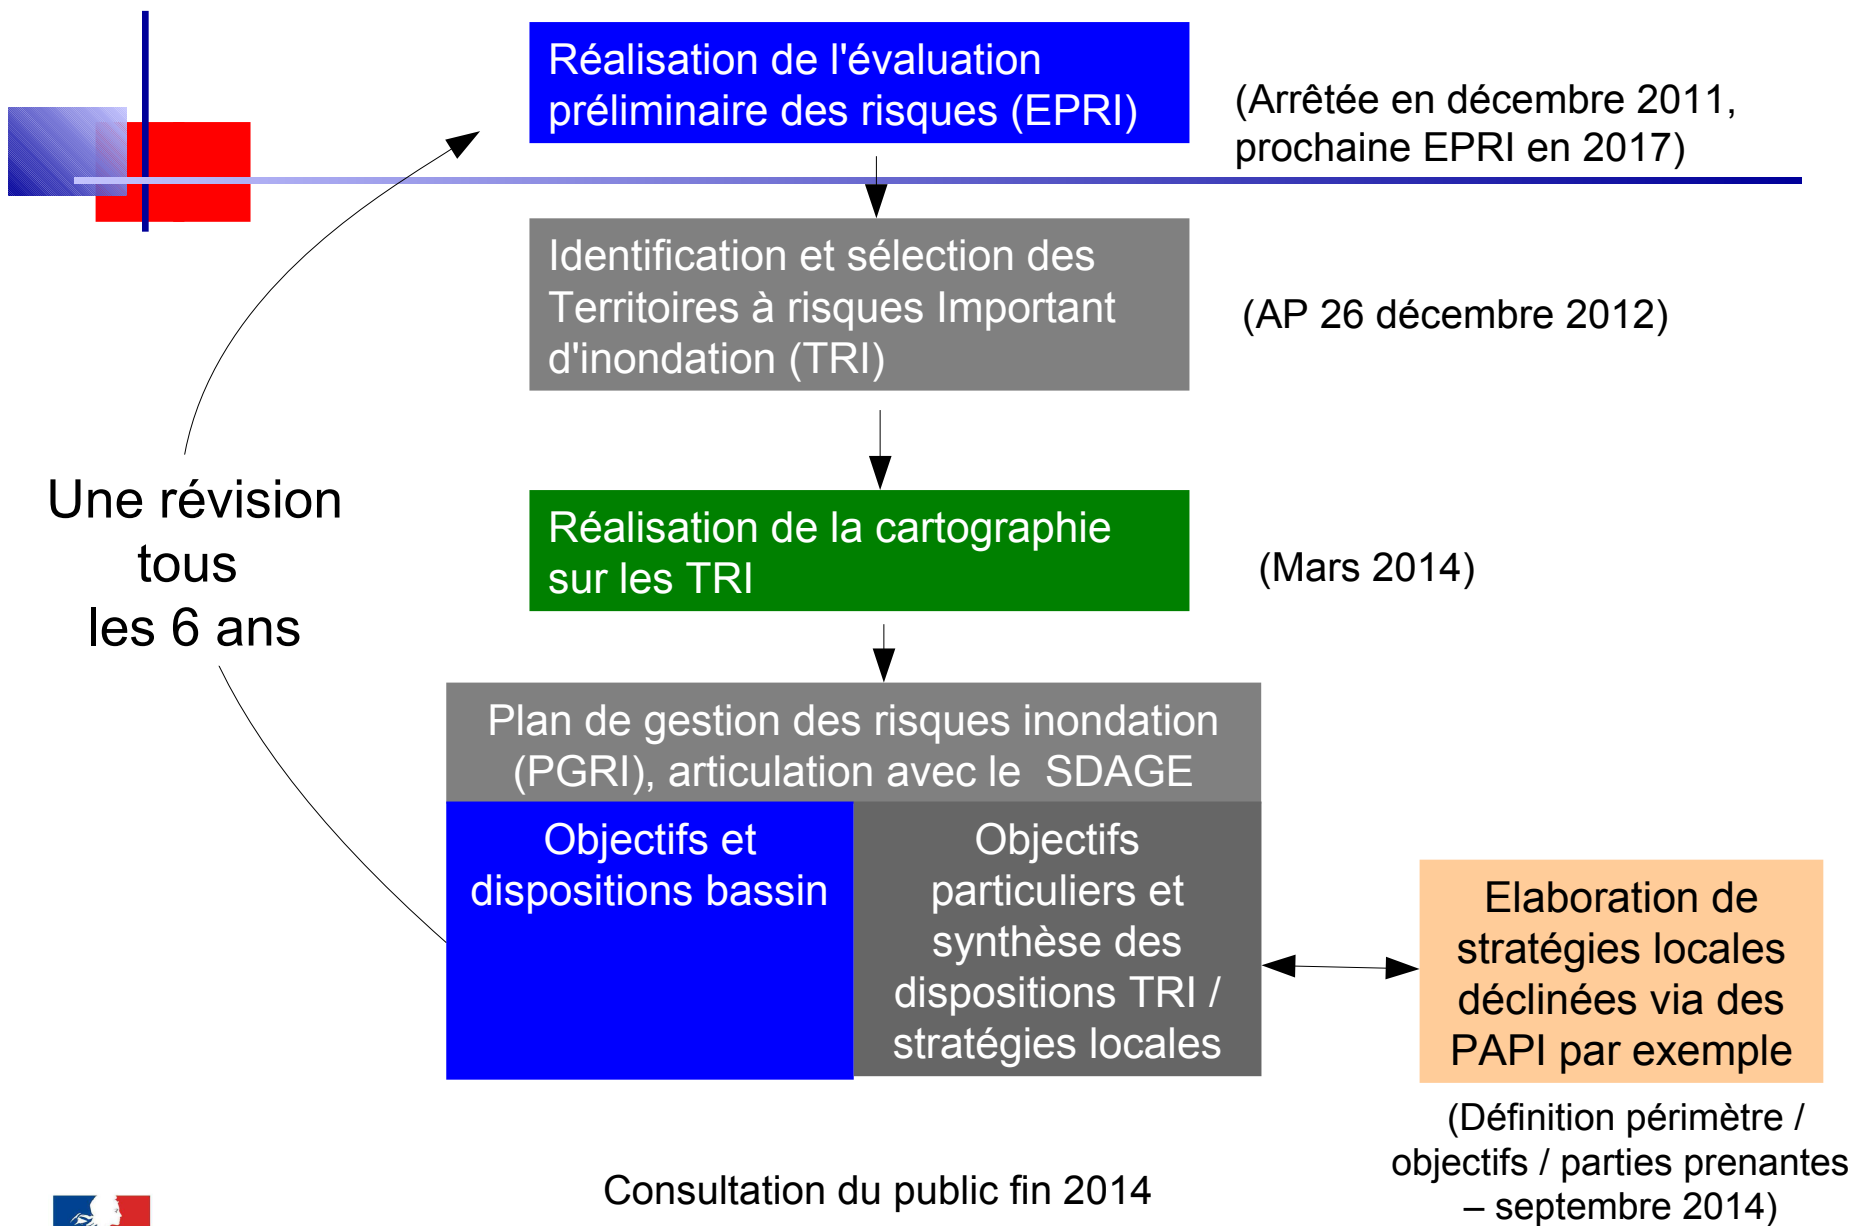 Réalisation de l'évaluation
préliminaire des risques (EPRI)
(Arrêtée en décembre 2011,
prochaine EPRI en 2017)
Identification et sélection des
Territoires à risques Important
d'inondation (TRI)
(AP 26 décembre 2012)
Une révision
tous
les 6 ans
Réalisation de la cartographie
sur les TRI
(Mars 2014)
Plan de gestion des risques inondation
(PGRI), articulation avec le  SDAGE
Objectifs et
dispositions bassin
Objectifs
particuliers et
synthèse des
dispositions TRI /
stratégies locales
Elaboration de
stratégies locales
déclinées via des
PAPI par exemple
(Définition périmètre /
objectifs / parties prenantes
– septembre 2014)
Consultation du public fin 2014